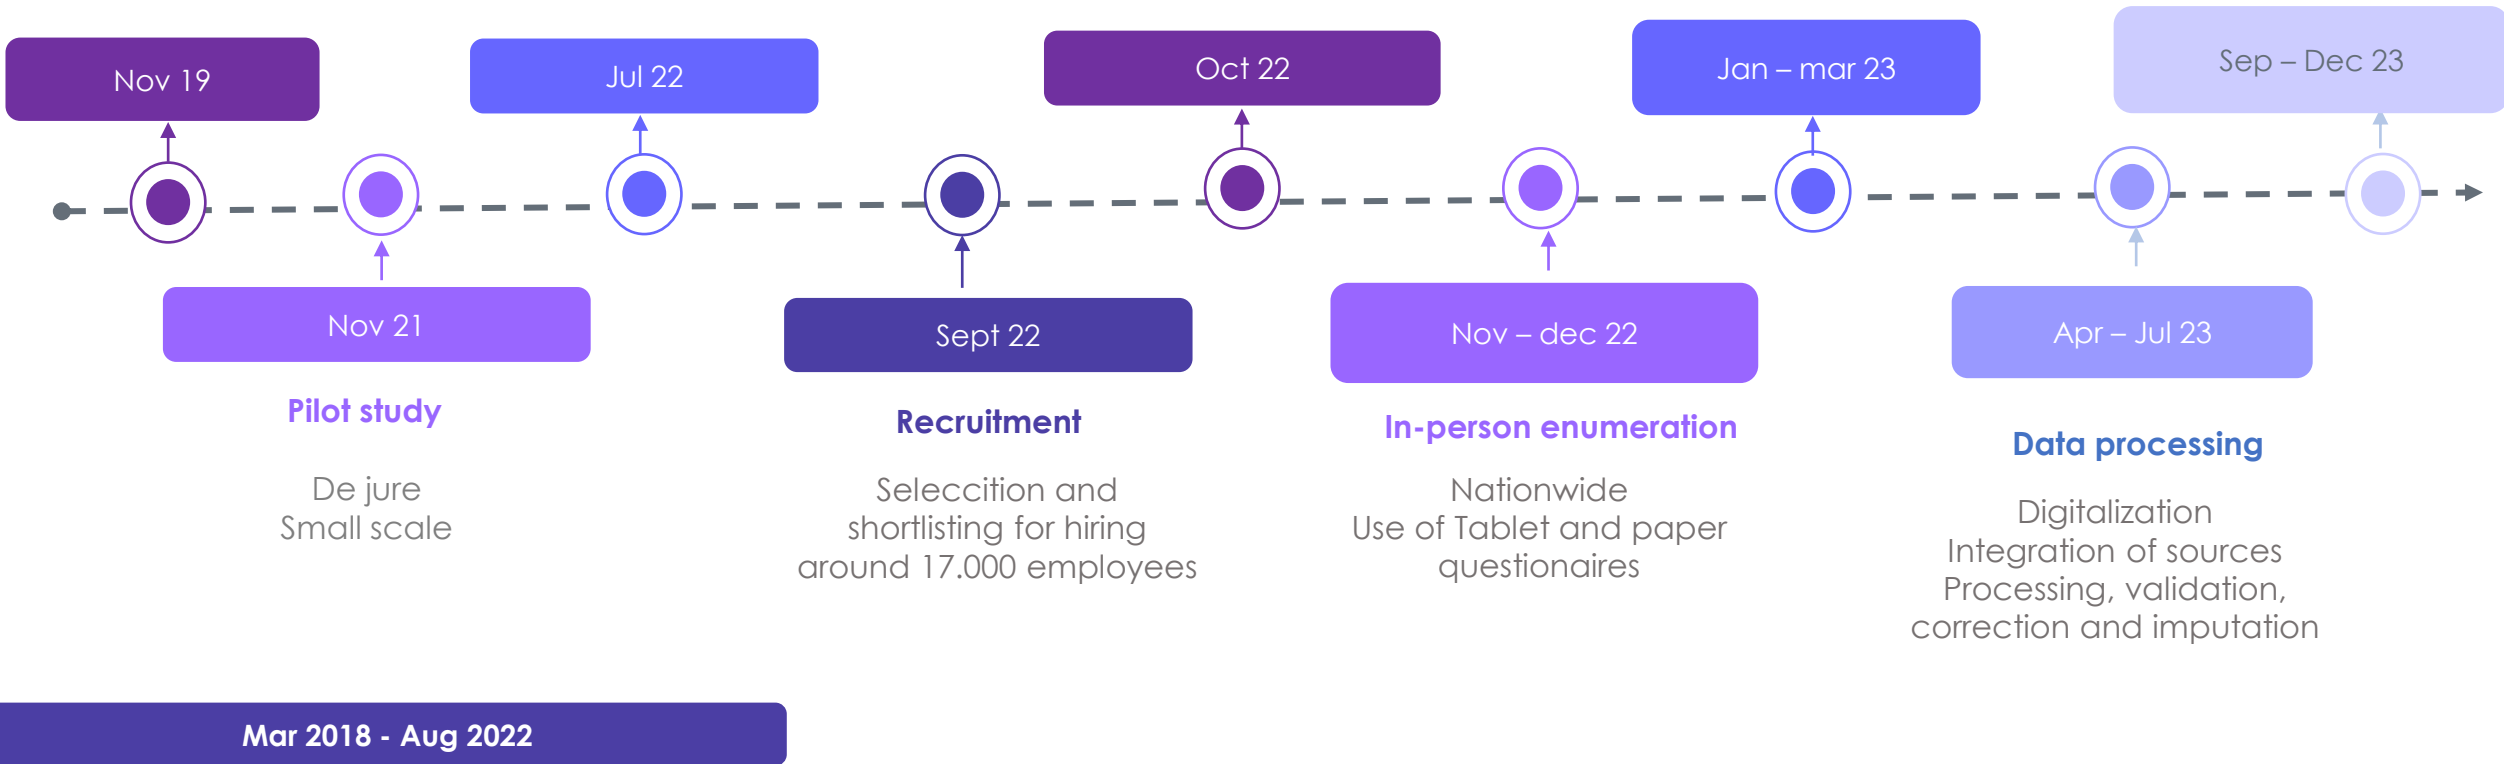 Nov 19
Jul 22
Oct 22
Jan – mar 23
Sep – Dec 23
Nov 21
Pilot study
De jure
Small scale
Sept 22
Recruitment
Seleccition and
shortlisting for hiring
around 17.000 employees
Nov – dec 22
In-person enumeration
Nationwide
Use of Tablet and paper
questionaires
Apr – Jul 23
Data processing
Digitalization
Integration of sources
Processing, validation,
correction and imputation
Mar 2018 - Aug 2022